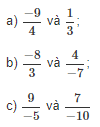 a) $\frac{-9}{4}$ và $\frac{1}{3}$;
b) $\frac{-8}{3}$ và $\frac{4}{-7}$;
c) $\frac{9}{-5}$ và $\frac{7}{-10}$